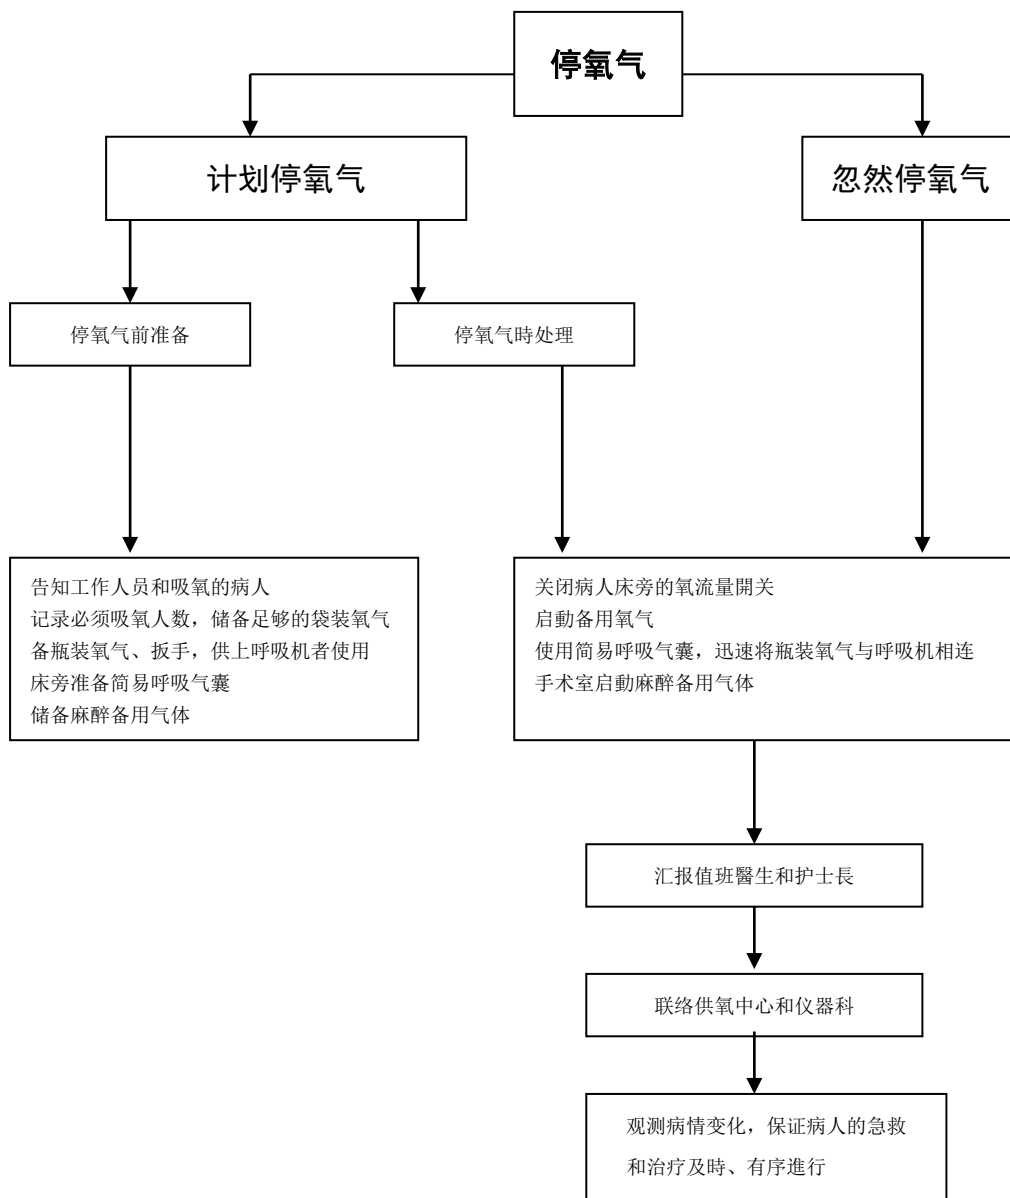 停氧气
计划停氧气
忽然停氧气
停氧气前准备
停氧气時处理
告知工作人员和吸氧的病人
记录必须吸氧人数，储备足够的袋装氧气
备瓶装氧气、扳手，供上呼吸机者使用
床旁准备简易呼吸气囊
储备麻醉备用气体
关闭病人床旁的氧流量開关
启動备用氧气
使用简易呼吸气囊，迅速将瓶装氧气与呼吸机相连
手术室启動麻醉备用气体
汇报值班醫生和护士長
联络供氧中心和仪器科
观测病情变化，保证病人的急救
和治疗及時、有序進行